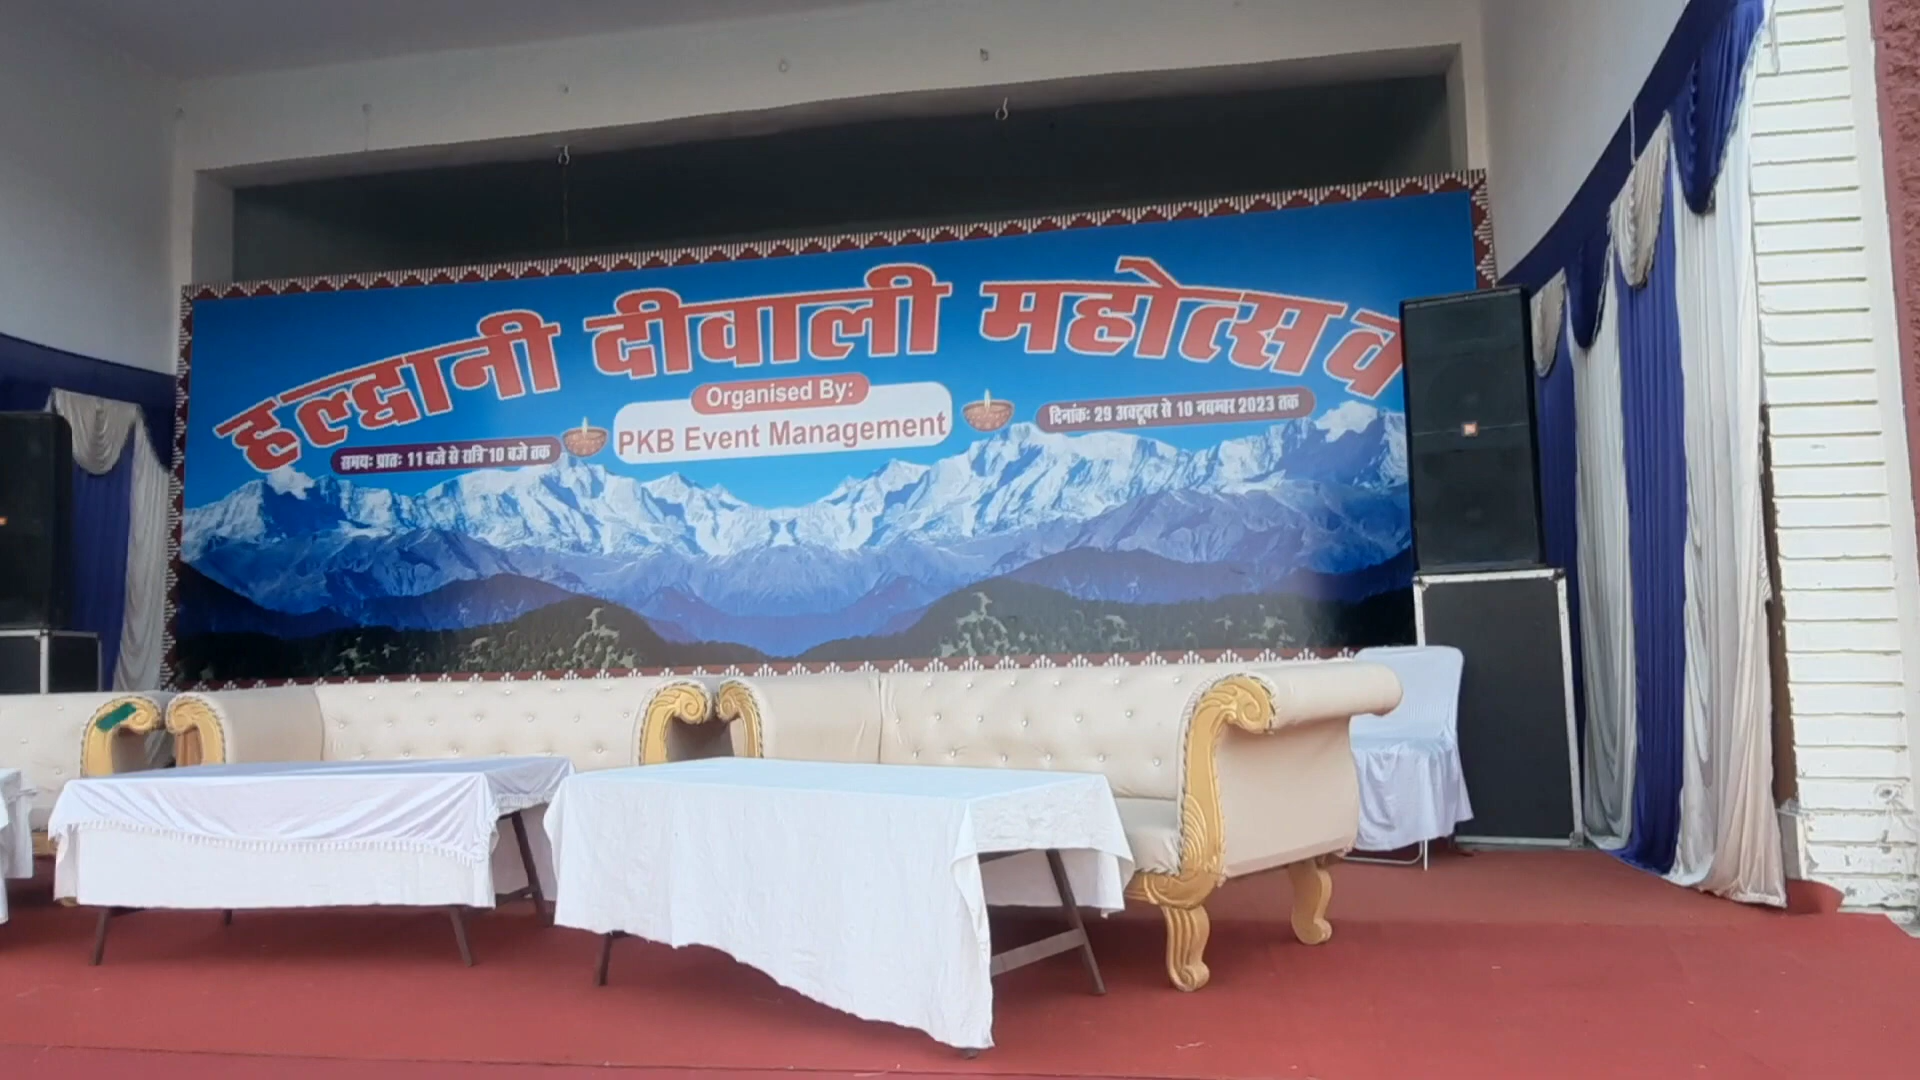 हल्द्वानी दीवाली महोत्सव
Organised By:
PKB Event Management
समयः प्रातः 11 बजे से रात्रि 10 बजे तक
दिनांकः 29 अक्टूबर से 10 नवम्बर 2023 तक